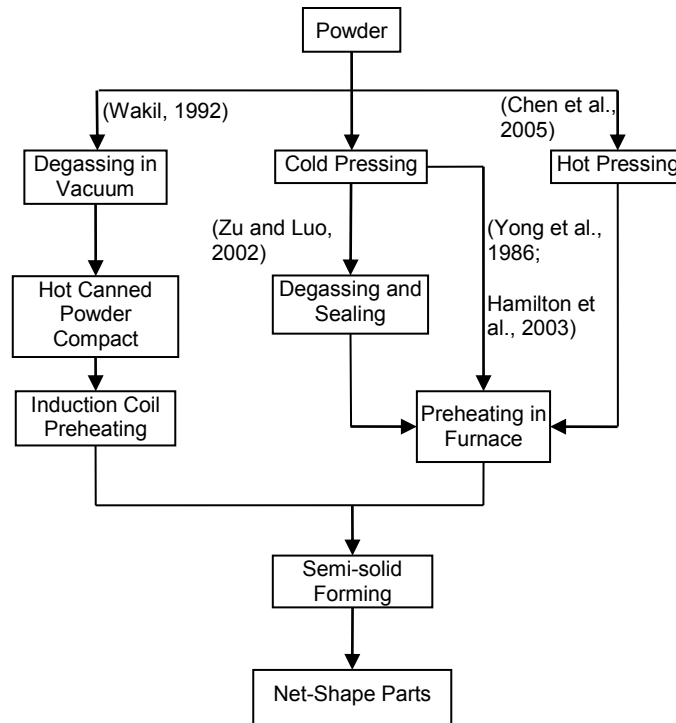 Powder
(Wakil, 1992)
(Chen et al.,
2005)
Degassing in
Vacuum
Cold Pressing
Hot Pressing
(Zu and Luo,
2002)
(Yong et al.,
1986;
Hamilton et
al., 2003)
Hot Canned
Powder
Compact
Degassing and
Sealing
Induction Coil
Preheating
Preheating in
Furnace
Semi-solid
Forming
Net-Shape Parts